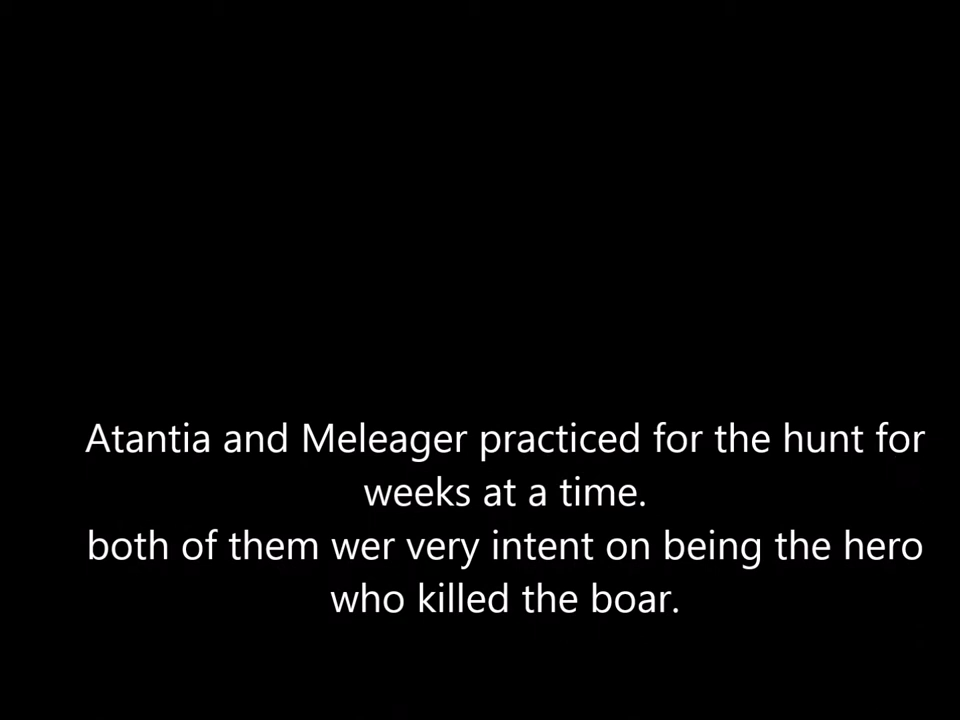 Atantia and Meleager practiced for the hunt for
weeks at a time.
both of them wer very intent on being the hero
who killed the boar.